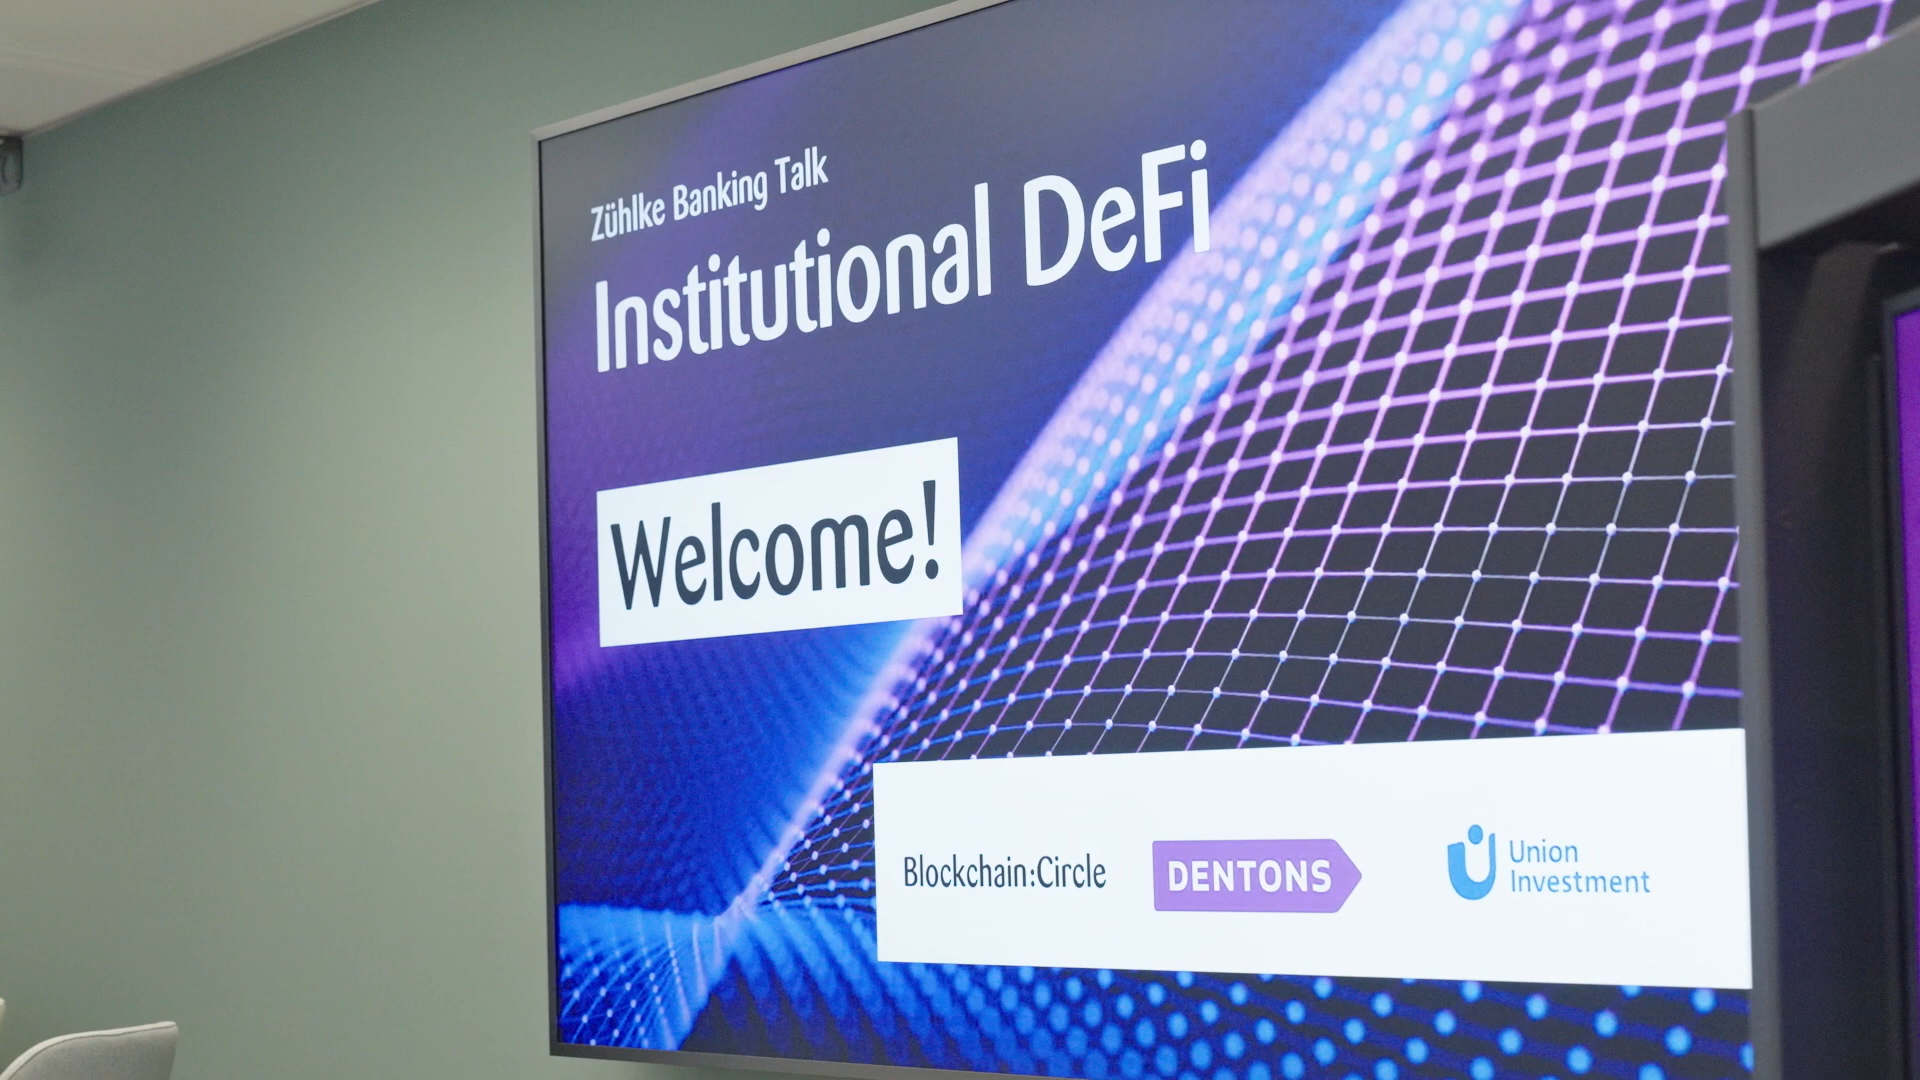 Zühlke Banking Talk
Institutional DeFi
Welcome!
Blockchain:Circle
DENTONS
Union
Investment